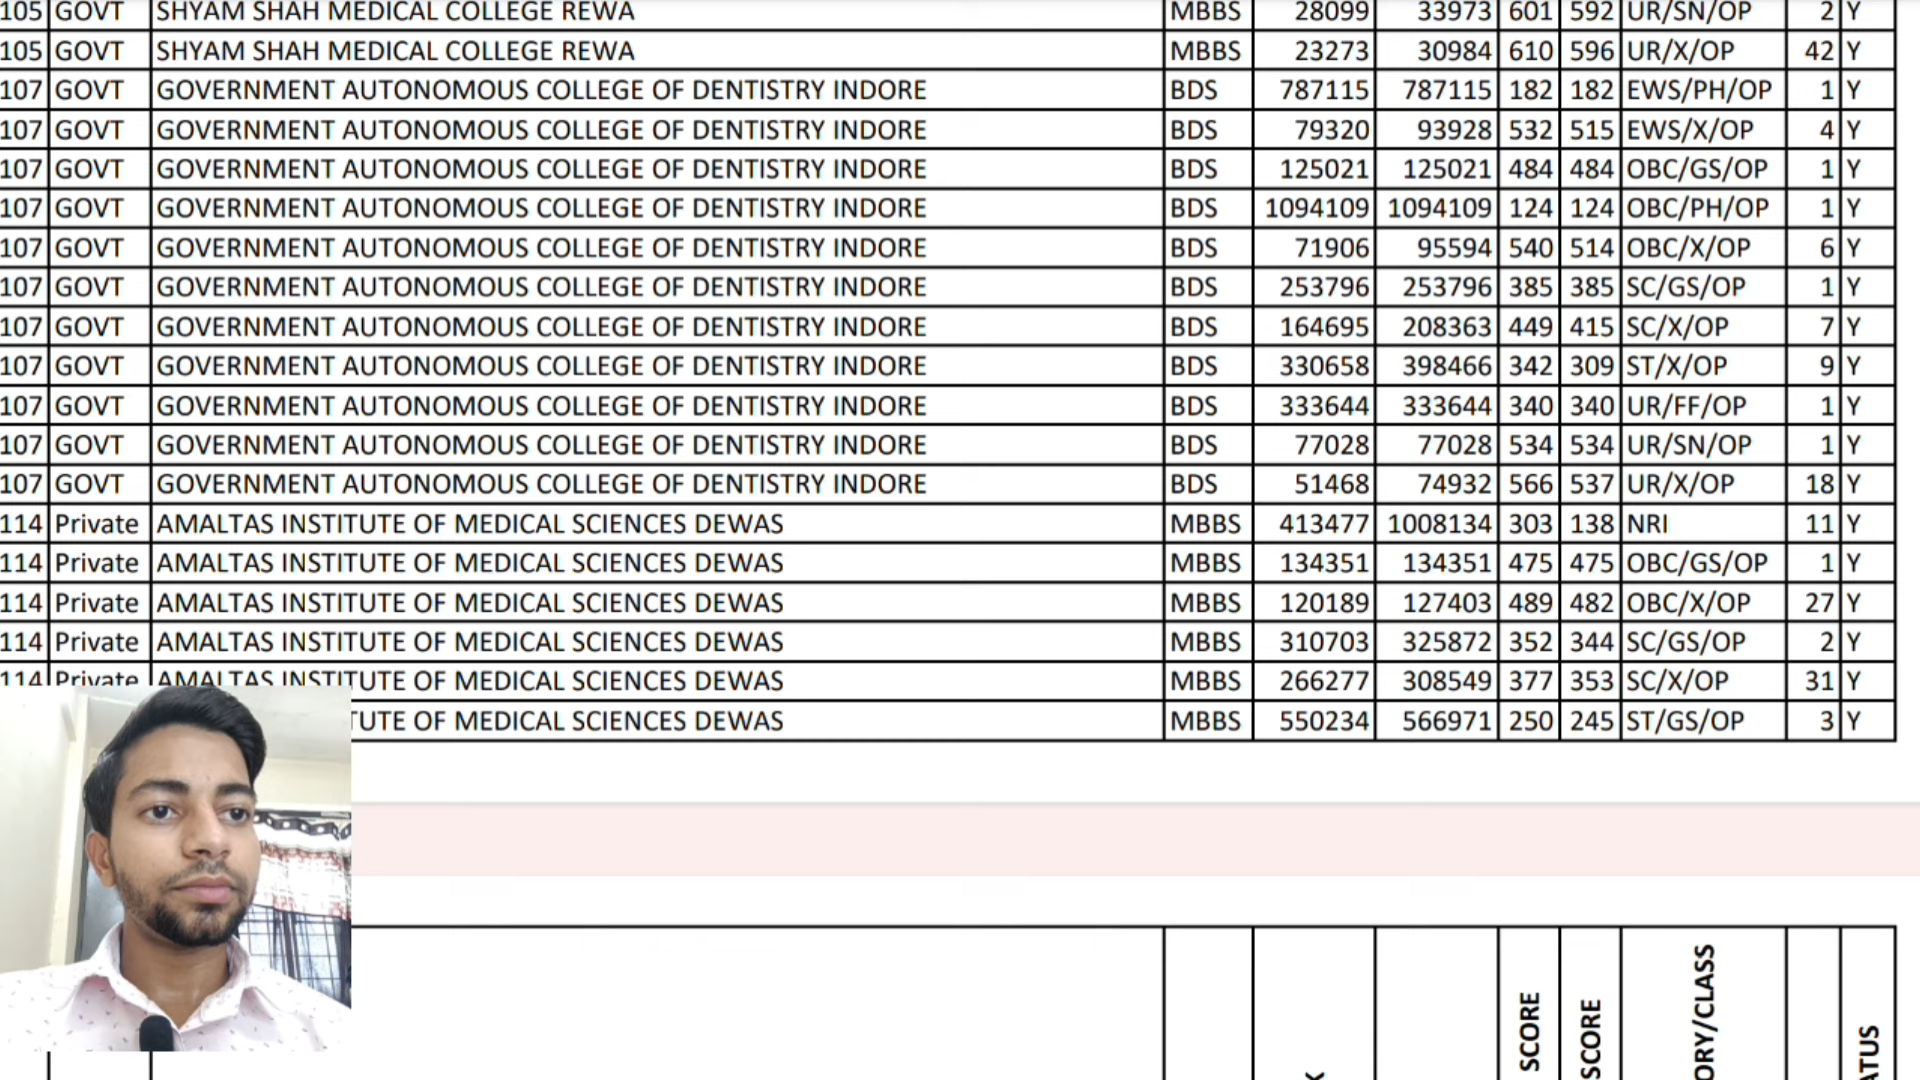 105 GOVT SHYAM SHAH MEDICAL COLLEGE REWA MBBS 28099 33973 601 592 UR/SN/OP 2 Y
105 GOVT SHYAM SHAH MEDICAL COLLEGE REWA MBBS 23273 30984 610 596 UR/X/OP 42 Y
107 GOVT GOVERNMENT AUTONOMOUS COLLEGE OF DENTISTRY INDORE BDS 787115 787115 182 182 EWS/PH/OP 1 Y
107 GOVT GOVERNMENT AUTONOMOUS COLLEGE OF DENTISTRY INDORE BDS 79320 93928 532 515 EWS/X/OP 4 Y
107 GOVT GOVERNMENT AUTONOMOUS COLLEGE OF DENTISTRY INDORE BDS 125021 125021 484 484 OBC/GS/OP 1 Y
107 GOVT GOVERNMENT AUTONOMOUS COLLEGE OF DENTISTRY INDORE BDS 1094109 1094109 124 124 OBC/PH/OP 1 Y
107 GOVT GOVERNMENT AUTONOMOUS COLLEGE OF DENTISTRY INDORE BDS 71906 95594 540 514 OBC/X/OP 6 Y
107 GOVT GOVERNMENT AUTONOMOUS COLLEGE OF DENTISTRY INDORE BDS 253796 253796 385 385 SC/GS/OP 1 Y
107 GOVT GOVERNMENT AUTONOMOUS COLLEGE OF DENTISTRY INDORE BDS 164695 208363 449 415 SC/X/OP 7 Y
107 GOVT GOVERNMENT AUTONOMOUS COLLEGE OF DENTISTRY INDORE BDS 330658 398466 342 309 ST/X/OP 9 Y
107 GOVT GOVERNMENT AUTONOMOUS COLLEGE OF DENTISTRY INDORE BDS 333644 333644 340 340 UR/FF/OP 1 Y
107 GOVT GOVERNMENT AUTONOMOUS COLLEGE OF DENTISTRY INDORE BDS 77028 77028 534 534 UR/SN/OP 1 Y
107 GOVT GOVERNMENT AUTONOMOUS COLLEGE OF DENTISTRY INDORE BDS 51468 74932 566 537 UR/X/OP 18 Y
114 Private AMALTAS INSTITUTE OF MEDICAL SCIENCES DEWAS MBBS 413477 1008134 303 138 NRI 11 Y
114 Private AMALTAS INSTITUTE OF MEDICAL SCIENCES DEWAS MBBS 134351 134351 475 475 OBC/GS/OP 1 Y
114 Private AMALTAS INSTITUTE OF MEDICAL SCIENCES DEWAS MBBS 120189 127403 489 482 OBC/X/OP 27 Y
114 Private AMALTAS INSTITUTE OF MEDICAL SCIENCES DEWAS MBBS 310703 325872 352 344 SC/GS/OP 2 Y
114 Private AMALTAS INSTITUTE OF MEDICAL SCIENCES DEWAS MBBS 266277 308549 377 353 SC/X/OP 31 Y
TUTE OF MEDICAL SCIENCES DEWAS MBBS 550234 566971 250 245 ST/GS/OP 3 Y
K SCORE SCORE ORY/CLASS ATUS